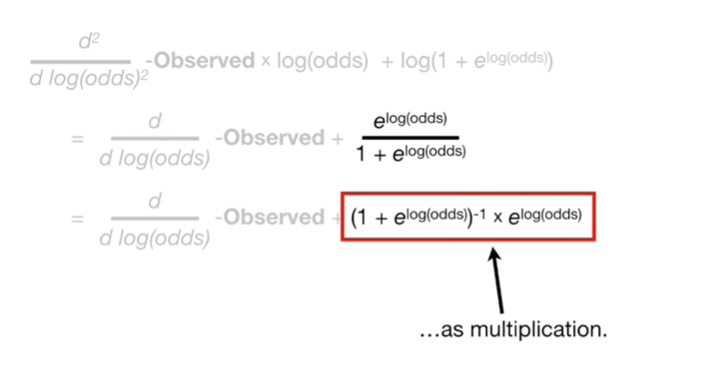 d²
d log(odds)² -Observed x log(odds) + log(1 + e^log(odds))
= d -Observed + e^log(odds)
d log(odds) 1 + e^log(odds)
= d -Observed + (1 + e^log(odds))^-1 x e^log(odds)
d log(odds)
…as multiplication.